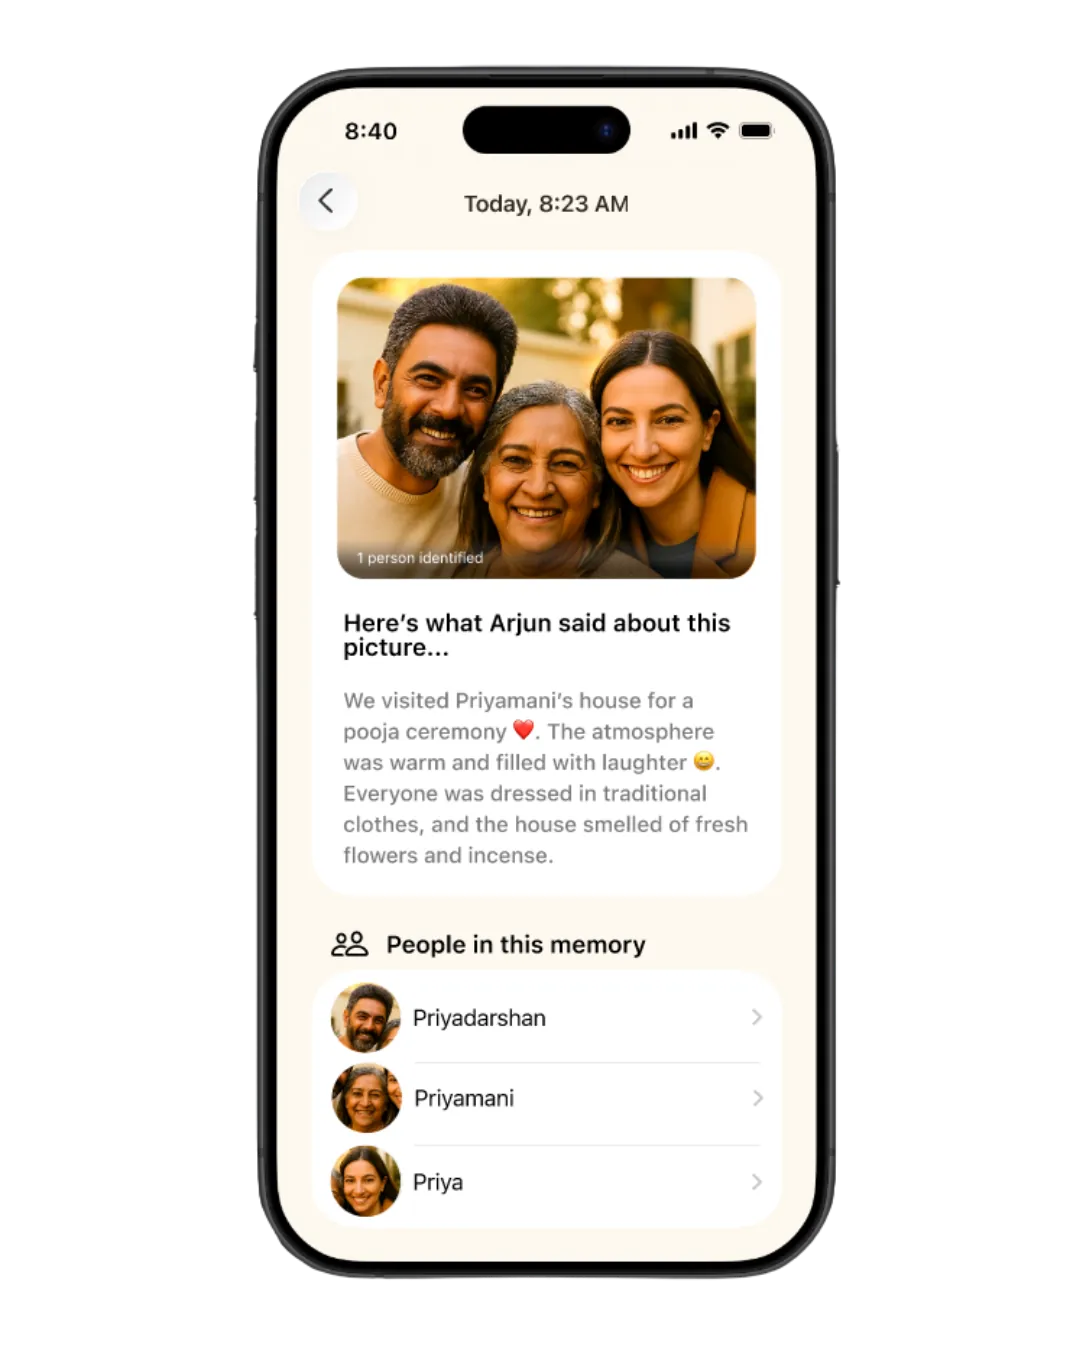 8:40
Today, 8:23 AM
1 person identified
Here’s what Arjun said about this
picture...
We visited Priyamani’s house for a
pooja ceremony ❤️. The atmosphere
was warm and filled with laughter 😄.
Everyone was dressed in traditional
clothes, and the house smelled of fresh
flowers and incense.
People in this memory
Priyadarshan
Priyamani
Priya